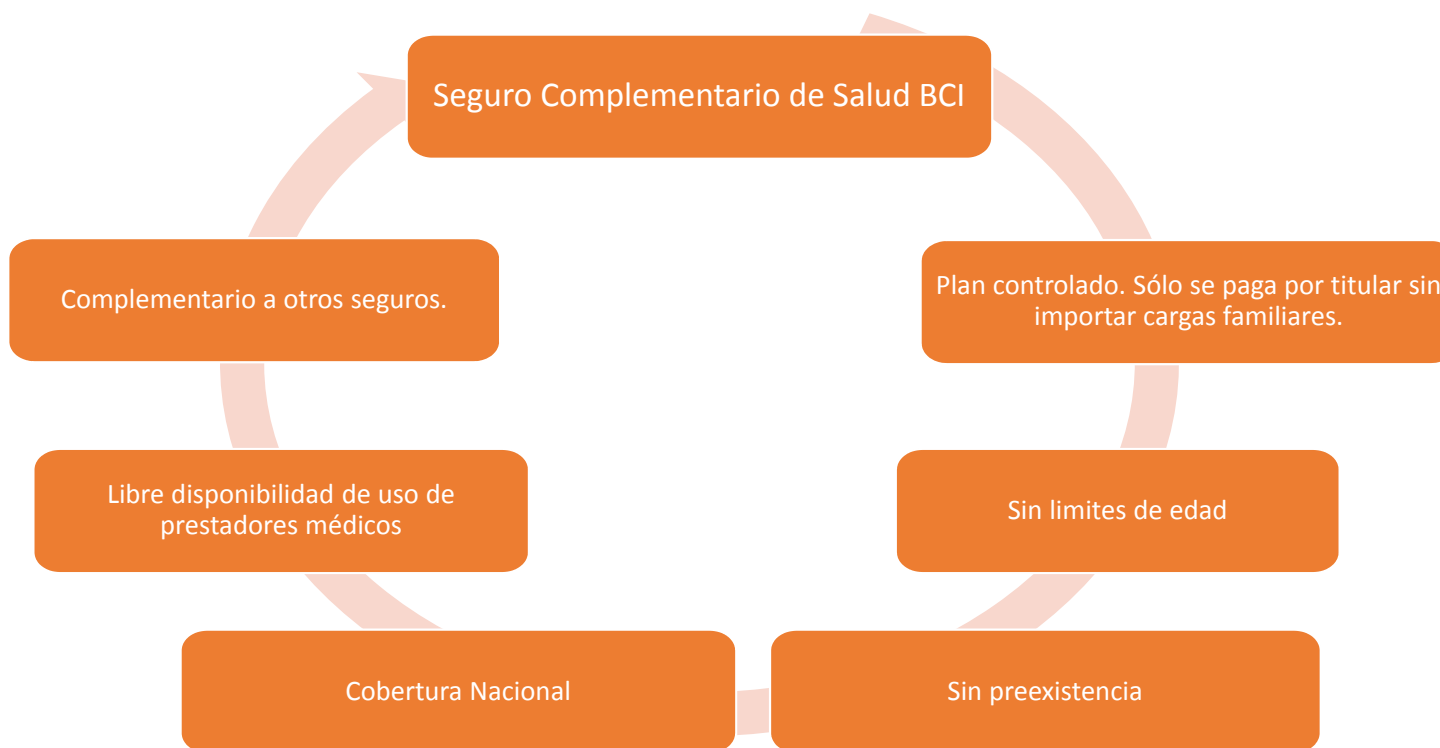 Seguro Complementario de Salud BCI
Plan controlado. Sólo se paga por titular sin
importar cargas familiares.
Sin limites de edad
Sin preexistencia
Cobertura Nacional
Libre disponibilidad de uso de
prestadores médicos
Complementario a otros seguros.